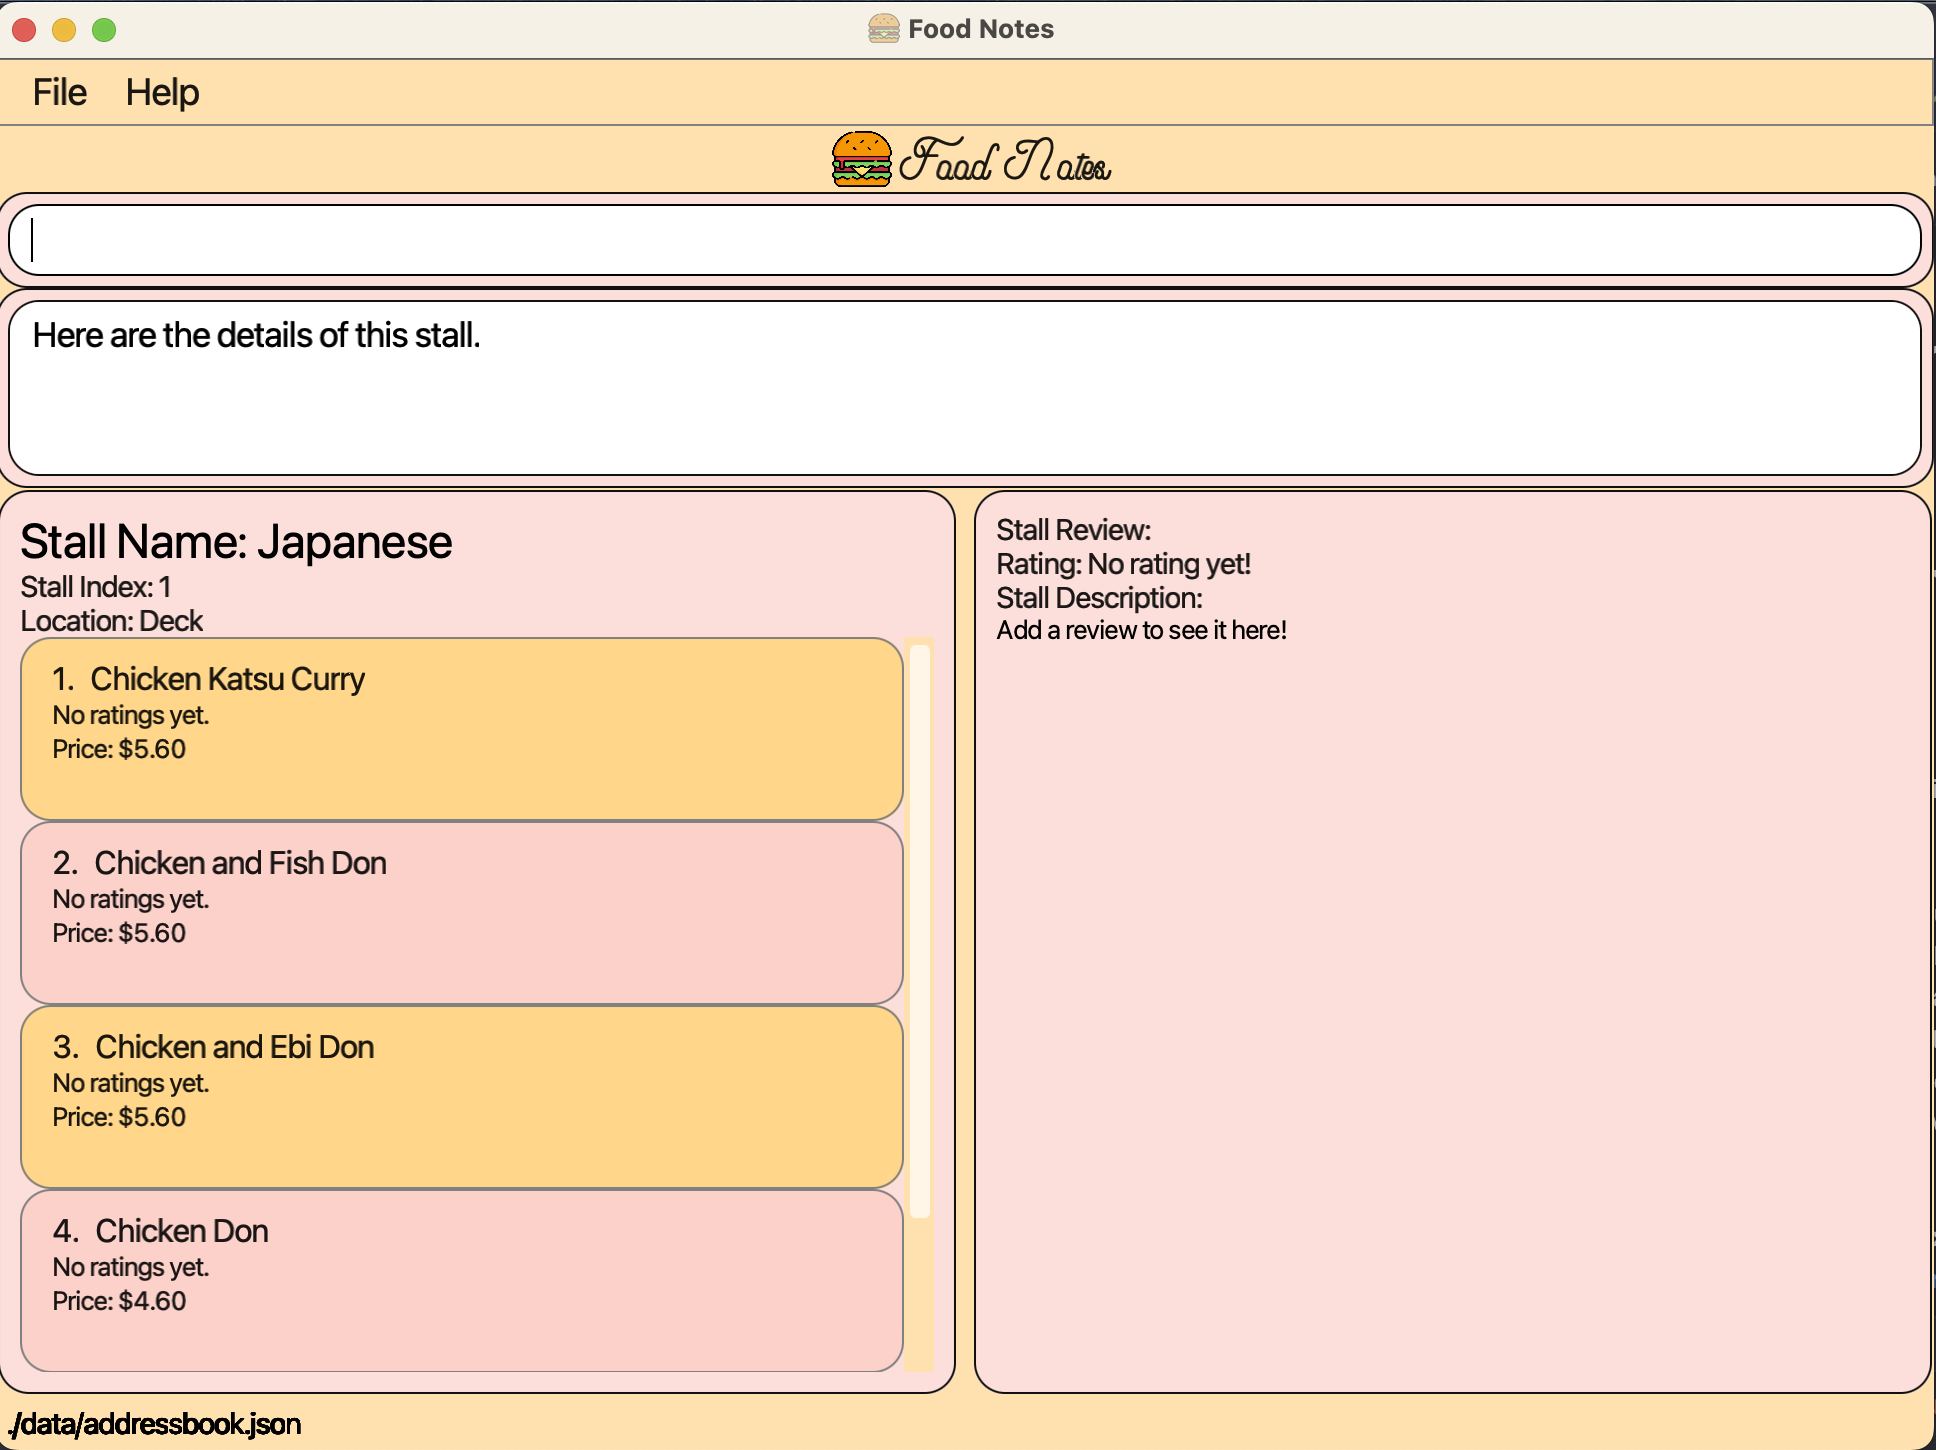 Food Notes
File Help
Food Notes
Here are the details of this stall.
Stall Name: Japanese
Stall Index: 1
Location: Deck
1. Chicken Katsu Curry
No ratings yet.
Price: $5.60
2. Chicken and Fish Don
No ratings yet.
Price: $5.60
3. Chicken and Ebi Don
No ratings yet.
Price: $5.60
4. Chicken Don
No ratings yet.
Price: $4.60
Stall Review:
Rating: No rating yet!
Stall Description:
Add a review to see it here!
./data/addressbook.json